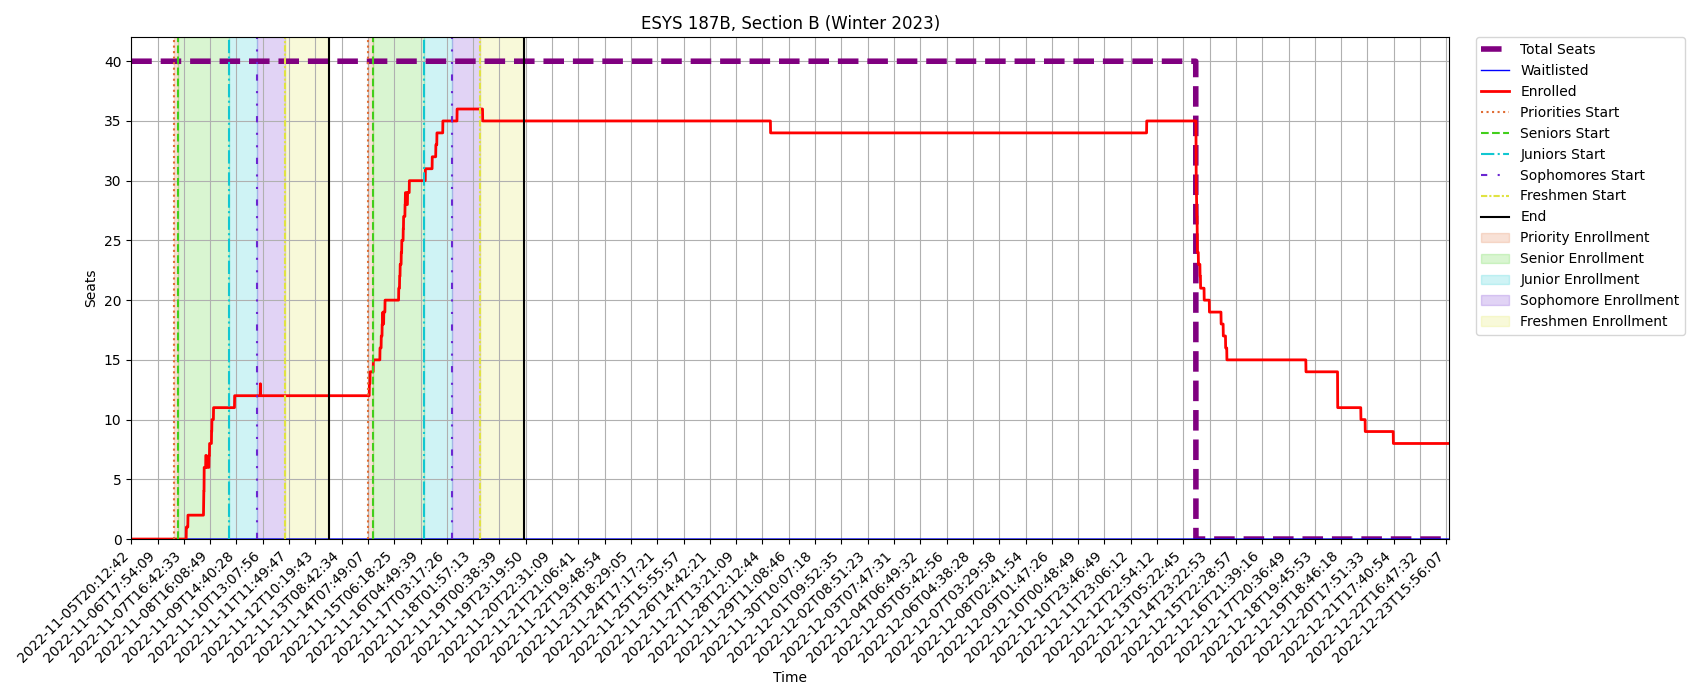 ESYS 187B, Section B (Winter 2023)
Seats
40
35
30
25
20
15
10
5
0
2022-11-05T20:12:42
2022-11-06T17:54:09
2022-11-07T16:42:33
2022-11-08T16:08:49
2022-11-09T14:40:28
2022-11-10T13:07:56
2022-11-11T11:49:47
2022-11-12T10:19:43
2022-11-13T08:42:34
2022-11-14T07:49:07
2022-11-15T06:18:25
2022-11-16T04:49:39
2022-11-17T03:17:26
2022-11-18T01:57:13
2022-11-19T00:38:39
2022-11-19T23:19:50
2022-11-20T22:31:09
2022-11-21T21:06:41
2022-11-22T19:48:54
2022-11-23T18:29:05
2022-11-24T17:17:21
2022-11-25T15:55:57
2022-11-26T14:42:21
2022-11-27T13:21:09
2022-11-28T12:12:44
2022-11-29T11:08:46
2022-11-30T10:07:18
2022-12-01T09:52:35
2022-12-02T08:51:23
2022-12-03T07:47:31
2022-12-04T06:49:32
2022-12-05T05:42:56
2022-12-06T04:38:28
2022-12-07T03:29:58
2022-12-08T02:41:54
2022-12-09T01:47:26
2022-12-10T00:48:49
2022-12-10T23:46:49
2022-12-11T23:06:12
2022-12-12T22:54:12
2022-12-13T05:22:45
2022-12-14T23:22:53
2022-12-15T22:28:57
2022-12-16T21:39:16
2022-12-17T20:36:49
2022-12-18T19:45:53
2022-12-19T18:46:18
2022-12-20T17:51:33
2022-12-21T17:40:54
2022-12-22T16:47:32
2022-12-23T15:56:07
Time
Total Seats
Waitlisted
Enrolled
Priorities Start
Seniors Start
Juniors Start
Sophomores Start
Freshmen Start
End
Priority Enrollment
Senior Enrollment
Junior Enrollment
Sophomore Enrollment
Freshmen Enrollment